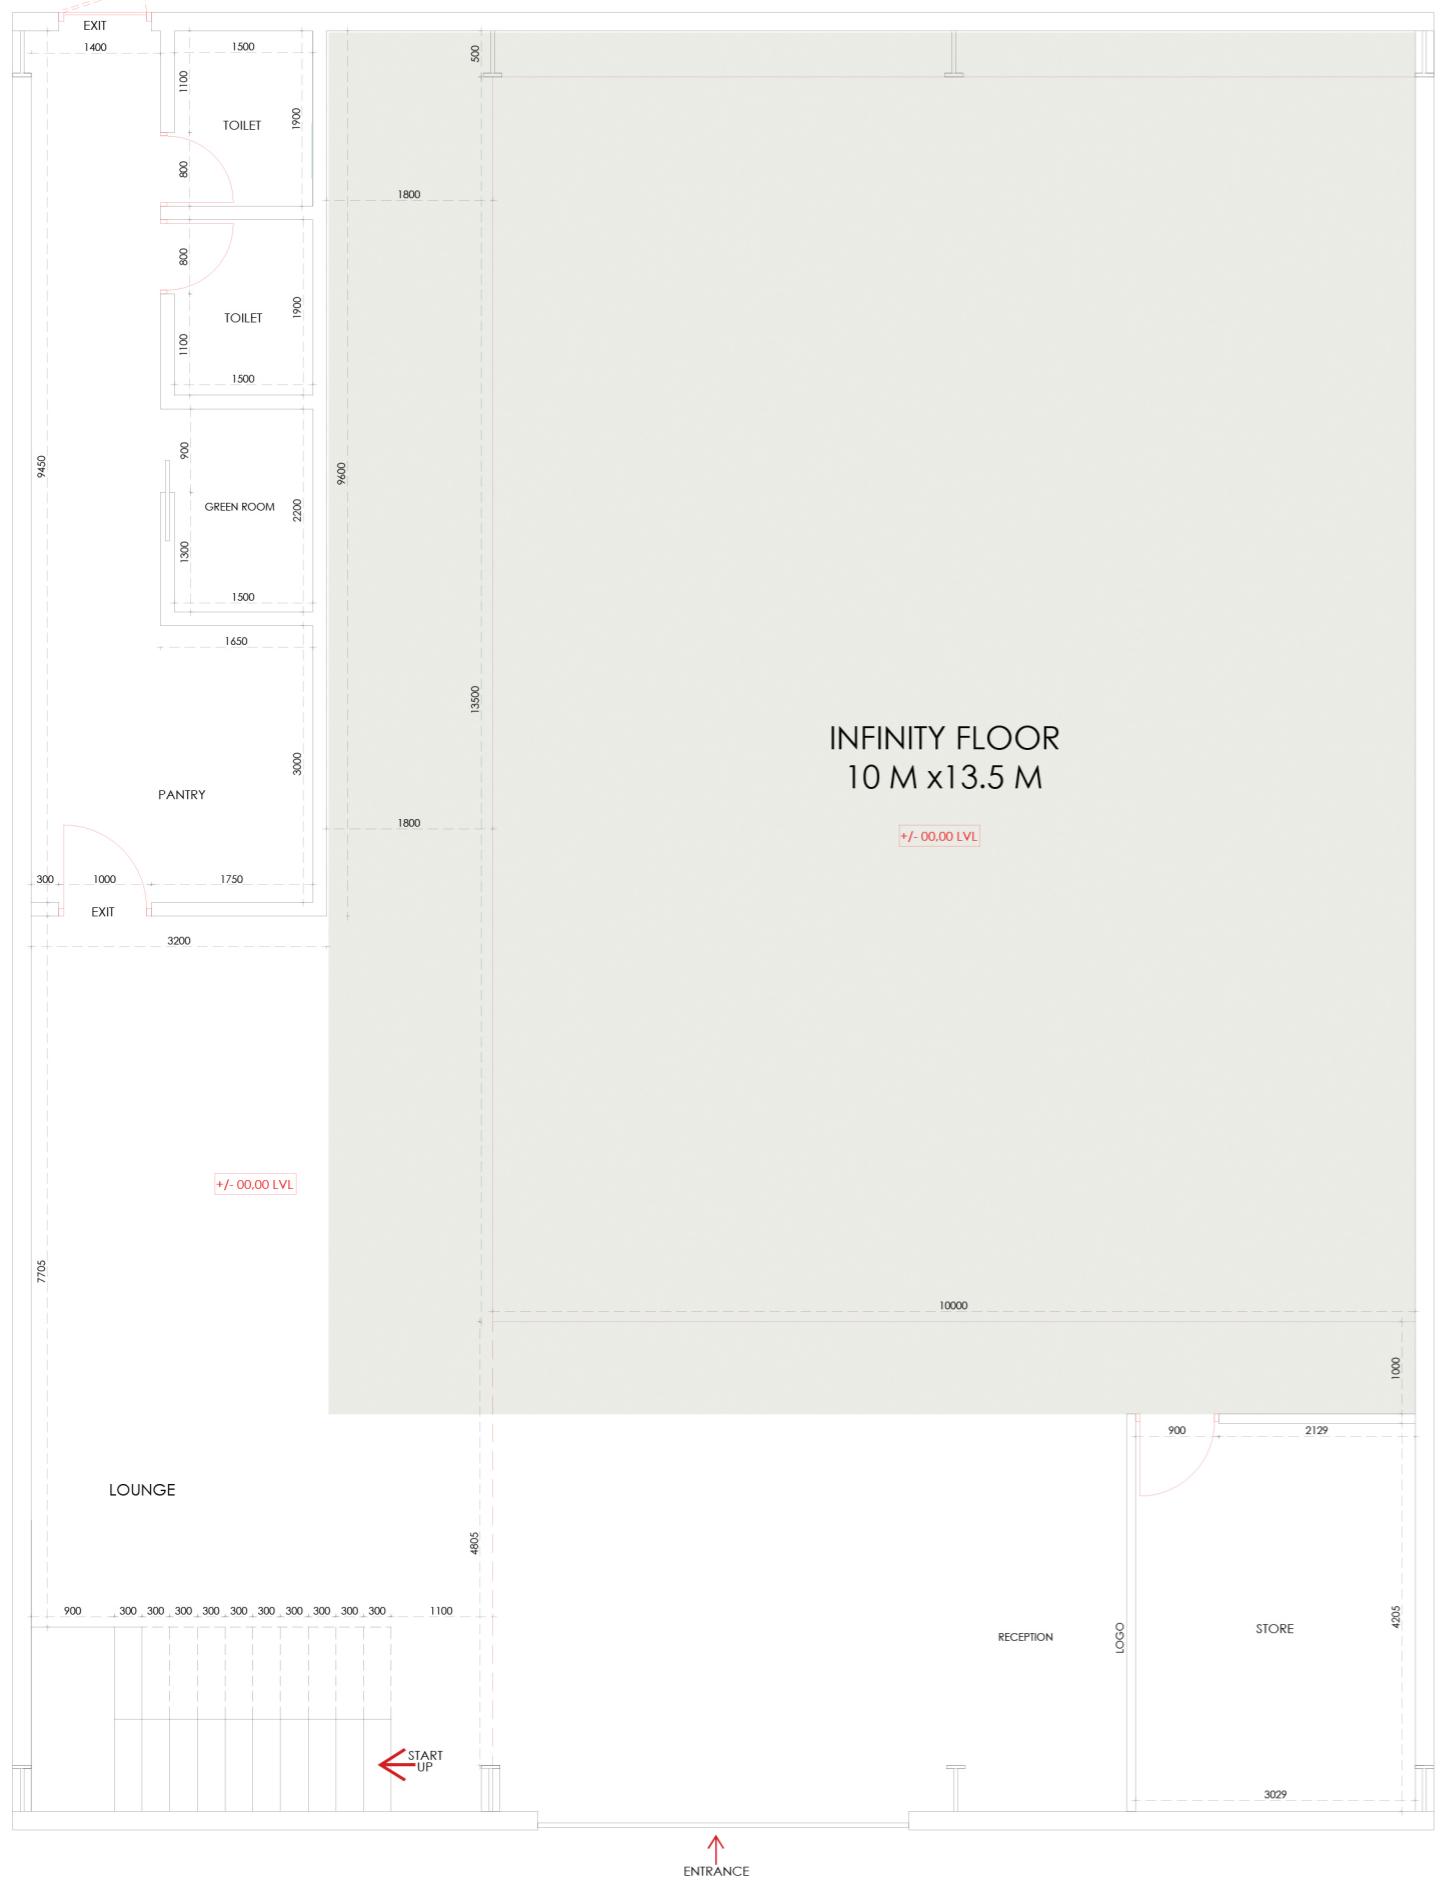 EXIT
1400
1500
500
1100
TOILET
1900
800
1800
800
1900
TOILET
1100
1500
900
9450
9600
GREEN ROOM
2200
1300
1500
1650
13500
INFINITY FLOOR
10 M x13.5 M
3000
PANTRY
1800
+/- 00,00 LVL
300
1000
1750
EXIT
3200
+/- 00,00 LVL
7705
10000
1000
900
2129
LOUNGE
4805
900
300
300
300
300
300
300
300
300
300
300
1100
4205
STORE
RECEPTION
LOGO
START
UP
3029
ENTRANCE